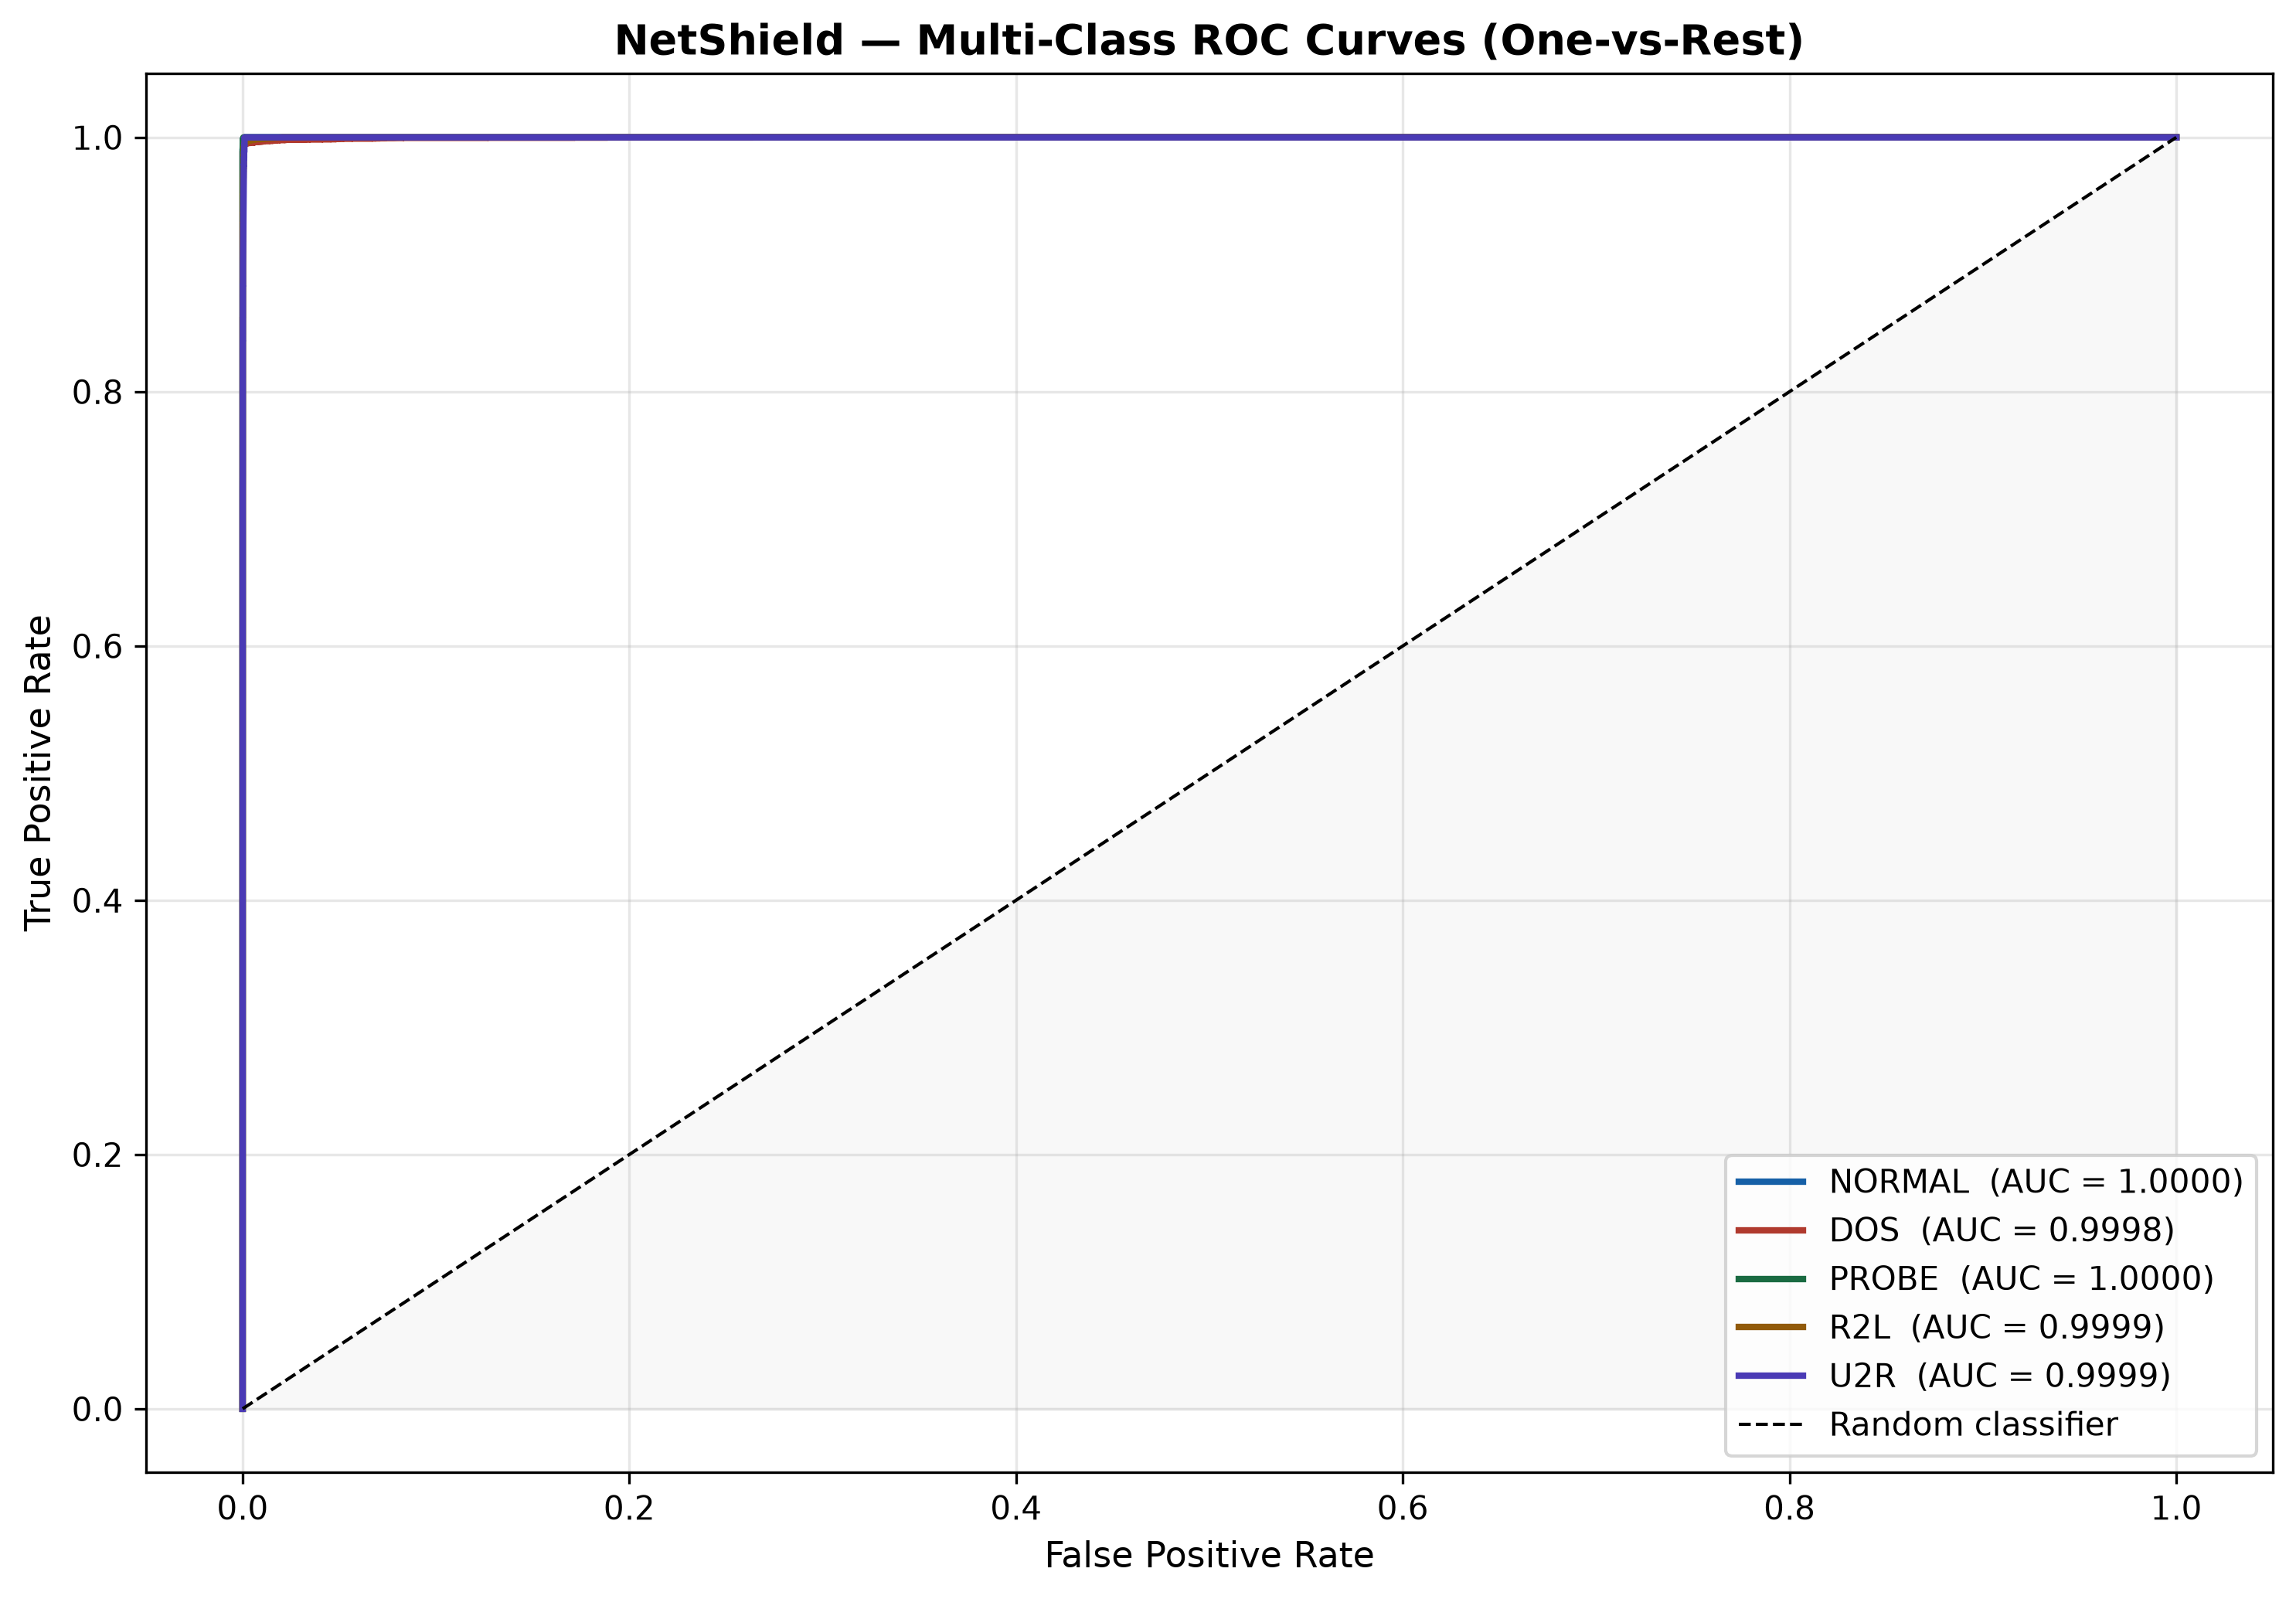 NetShield — Multi-Class ROC Curves (One-vs-Rest)
True Positive Rate
1.0
0.8
0.6
0.4
0.2
0.0
NORMAL (AUC = 1.0000)
DOS (AUC = 0.9998)
PROBE (AUC = 1.0000)
R2L (AUC = 0.9999)
U2R (AUC = 0.9999)
Random classifier
0.0 0.2 0.4 0.6 0.8 1.0
False Positive Rate